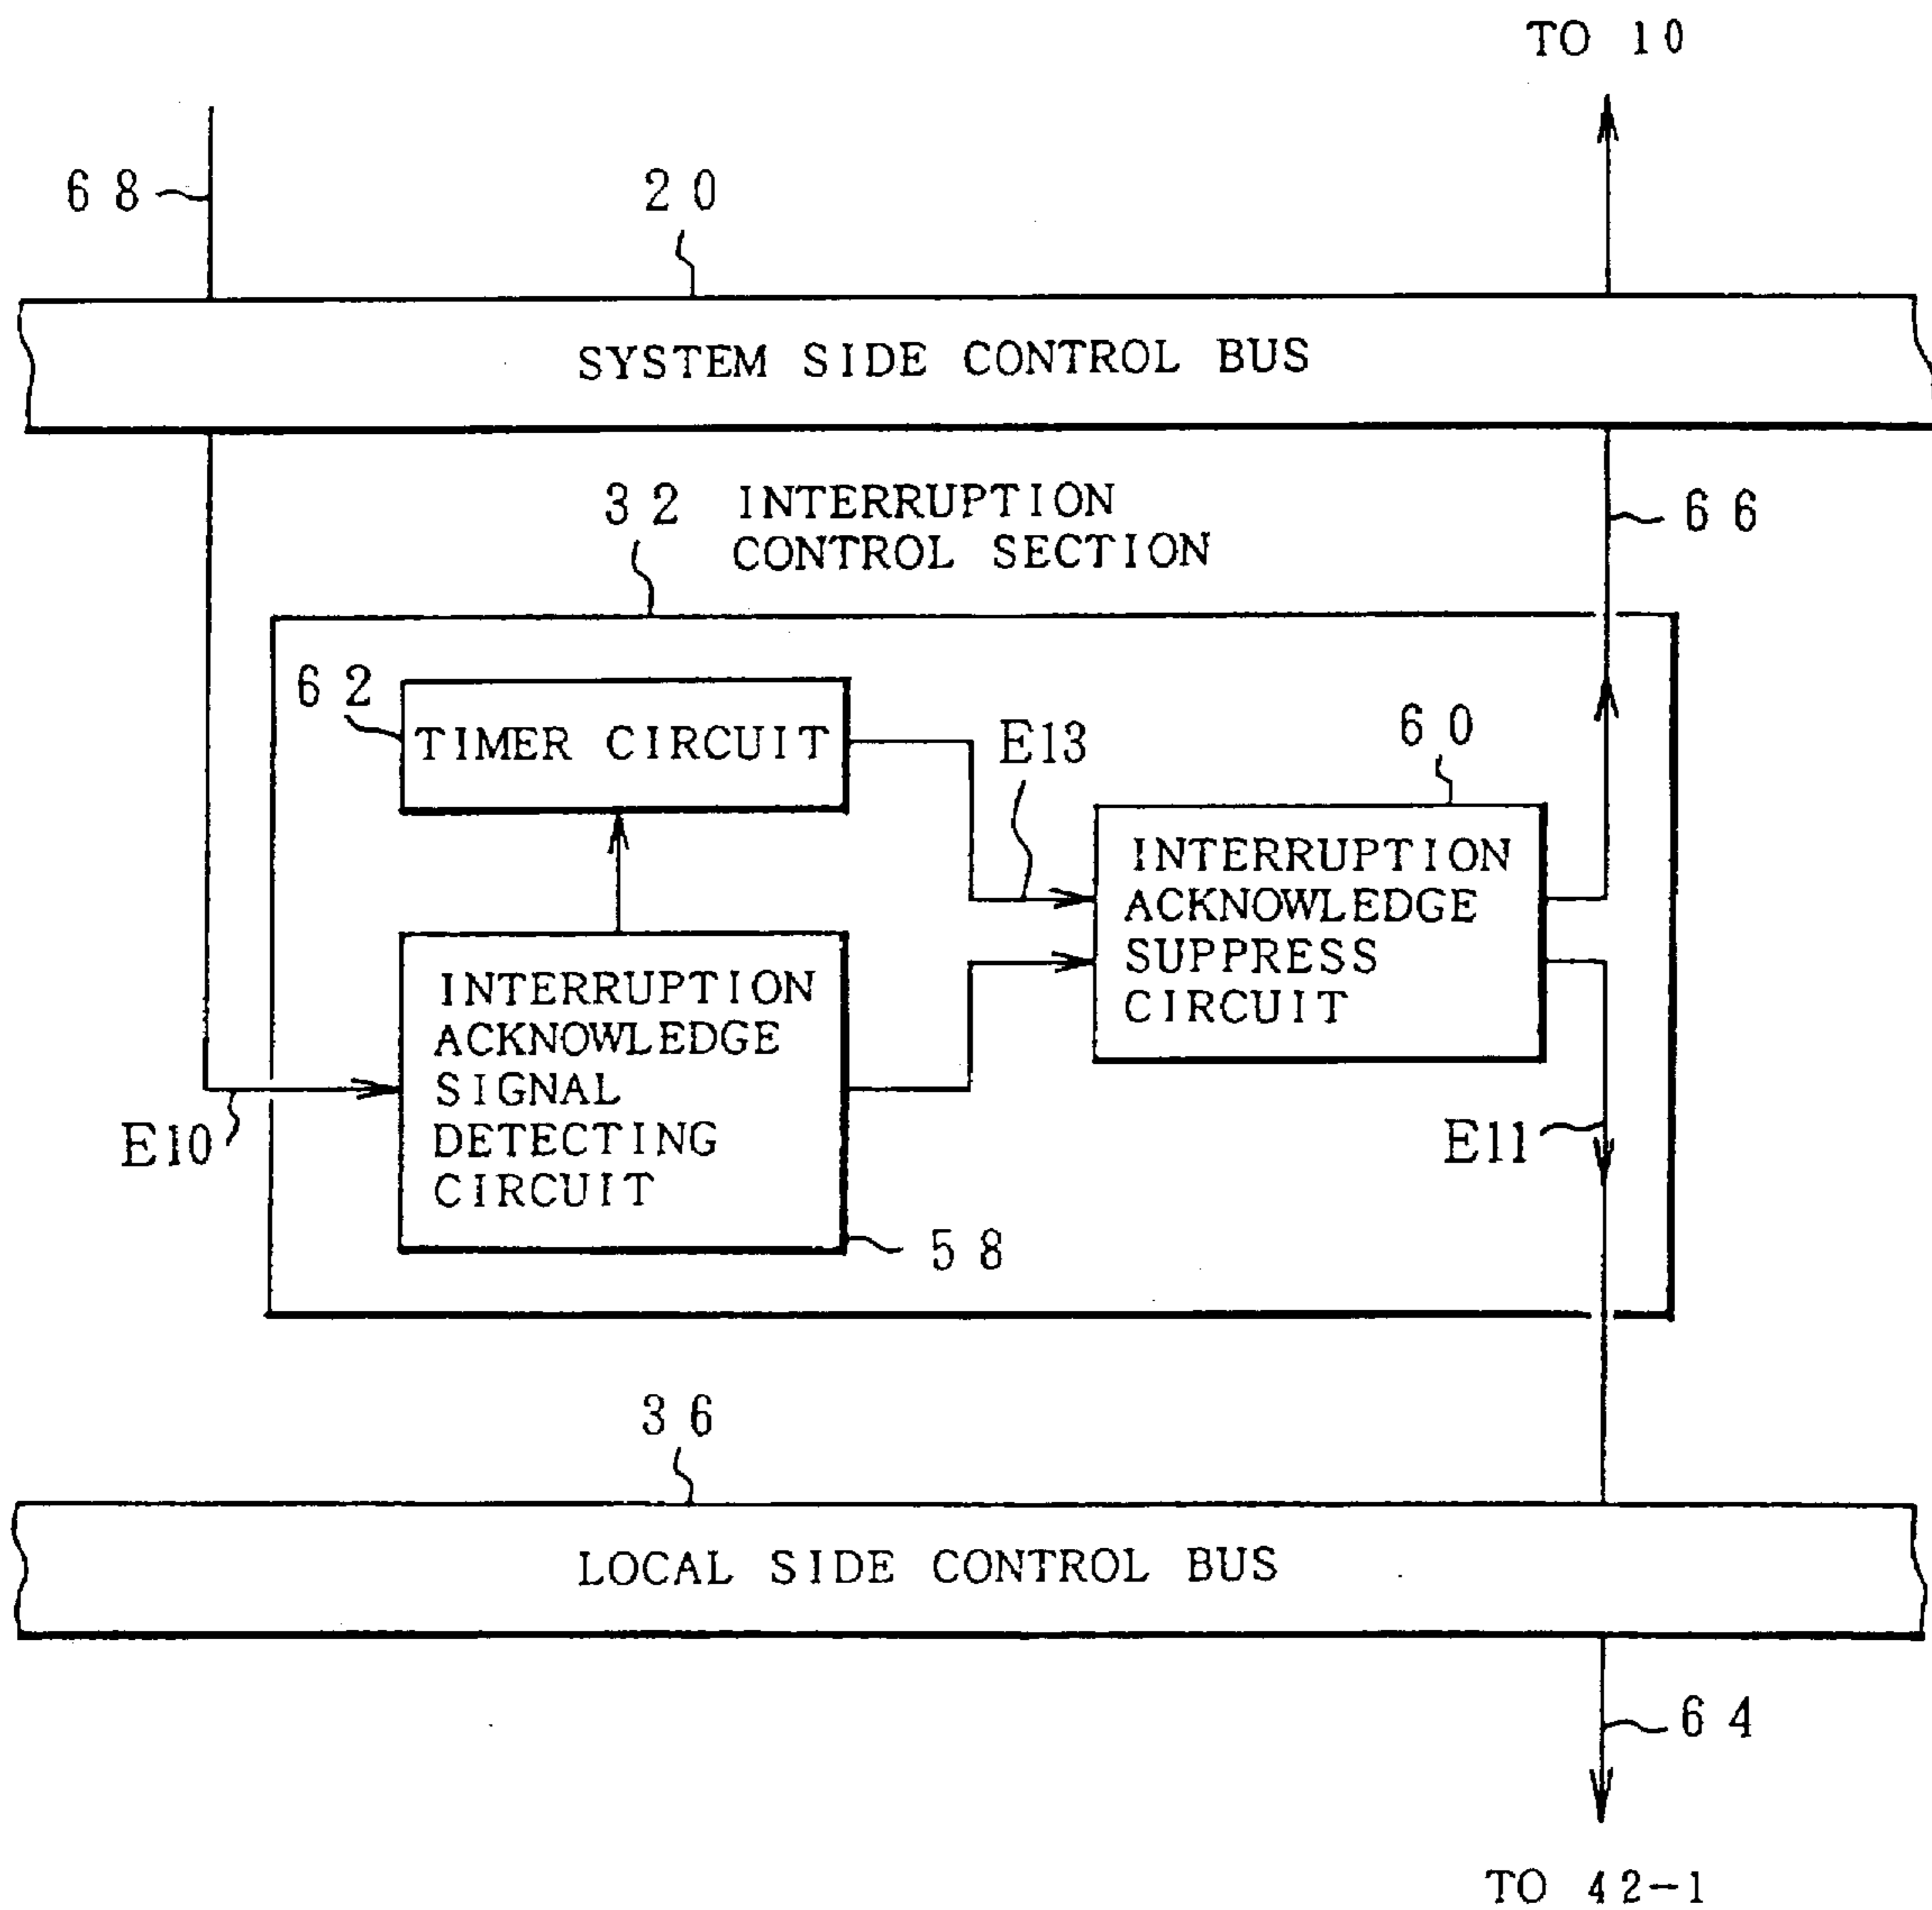 TO 10
68
20
SYSTEM SIDE CONTROL BUS
32 INTERRUPTION
CONTROL SECTION
66
62
TIMER CIRCUIT
E13
60
INTERRUPTION
ACKNOWLEDGE
SUPPRESS
CIRCUIT
INTERRUPTION
ACKNOWLEDGE
SIGNAL
DETECTING
CIRCUIT
E10
E11
58
36
LOCAL SIDE CONTROL BUS
64
TO 42-1